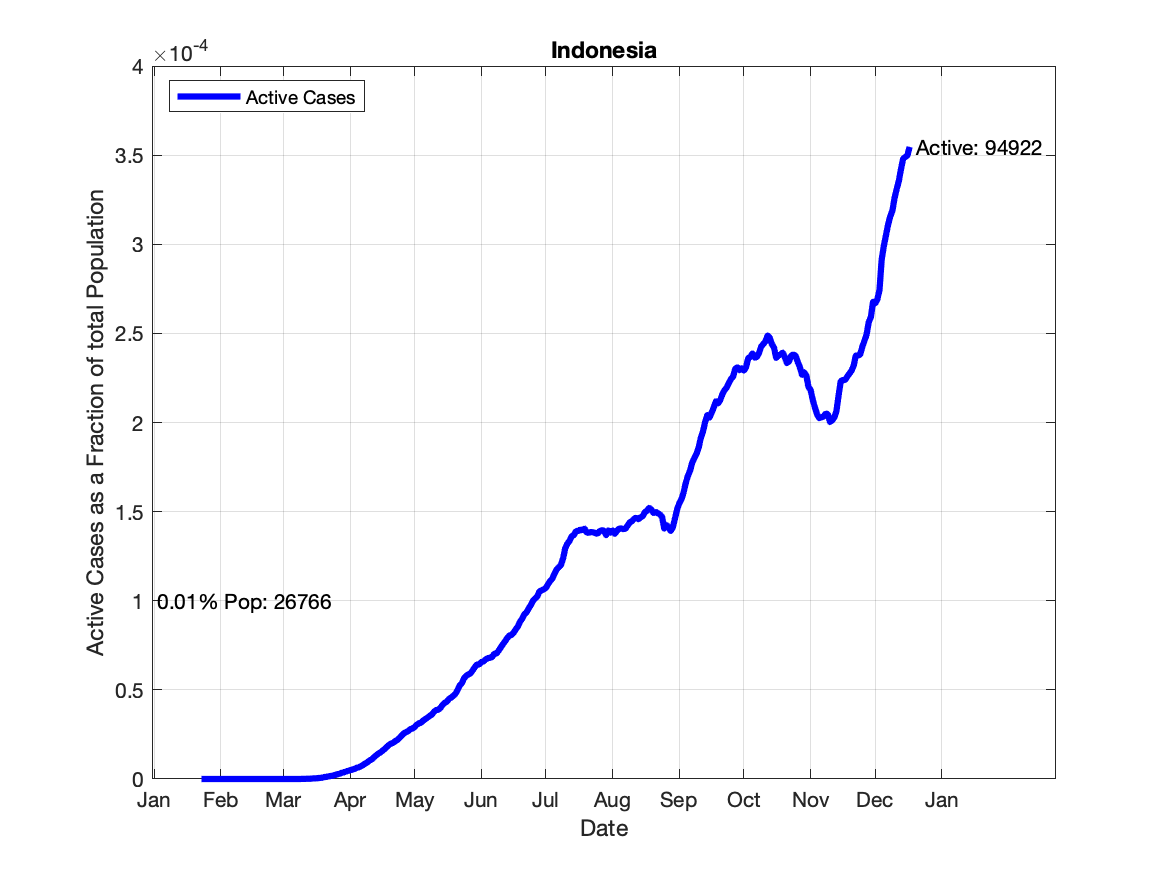 Indonesia
×10-4
Active Cases
4
3.5
3
2.5
2
1.5
1
0.5
0
Active: 94922
0.01% Pop: 26766
Active Cases as a Fraction of total Population
Jan Feb Mar Apr May Jun Jul Aug Sep Oct Nov Dec Jan
Date